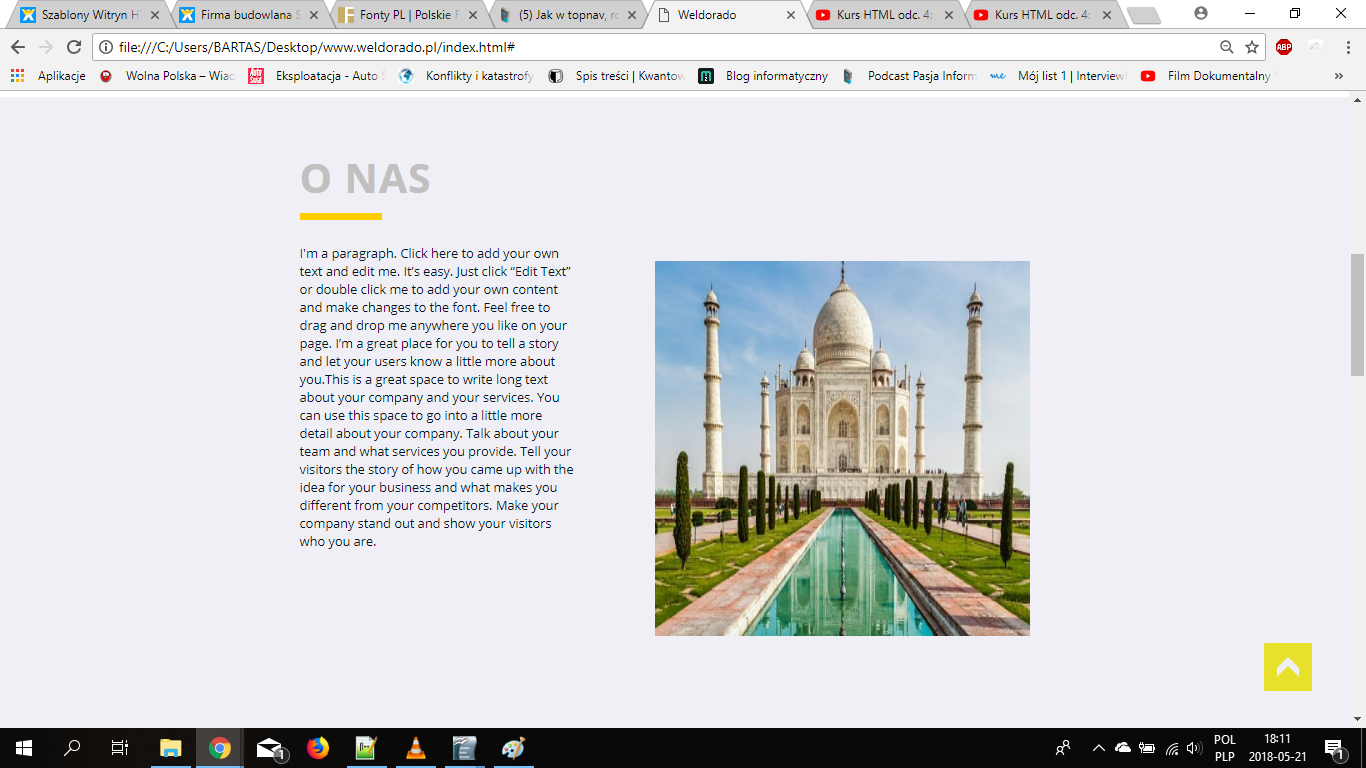 Szablony Witryn HT
Firma budowlana S
Fonty PL | Polskie F
(5) Jak w topnav, ro
Weldorado
Kurs HTML odc. 4:
Kurs HTML odc. 4:
file:///C:/Users/BARTAS/Desktop/www.weldorado.pl/index.html#
ABP
Aplikacje
Wolna Polska – Wiad
Eksploatacja - Auto Ś
Konflikty i katastrofy
Spis treści | Kwantow
Blog informatyczny
Podcast Pasja Inform
me
Mój list 1 | Interview
Film Dokumentalny
»
O NAS
I'm a paragraph. Click here to add your own
text and edit me. It's easy. Just click “Edit Text”
or double click me to add your own content
and make changes to the font. Feel free to
drag and drop me anywhere you like on your
page. I'm a great place for you to tell a story
and let your users know a little more about
you.This is a great space to write long text
about your company and your services. You
can use this space to go into a little more
detail about your company. Talk about your
team and what services you provide. Tell your
visitors the story of how you came up with the
idea for your business and what makes you
different from your competitors. Make your
company stand out and show your visitors
who you are.
1
POL
PLP
18:11
2018-05-21
1